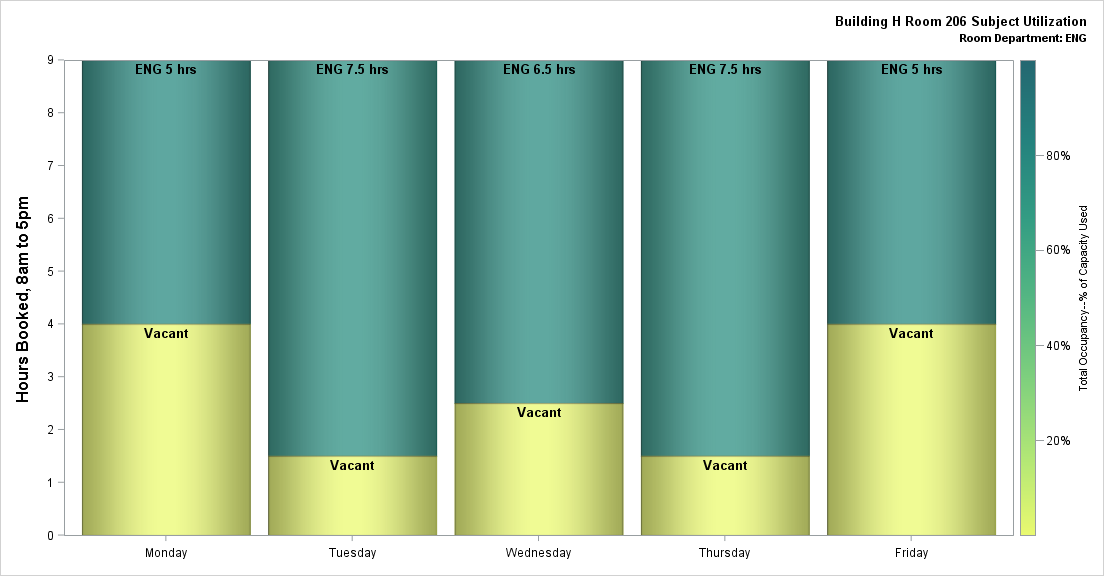 Building H Room 206 Subject Utilization
Room Department: ENG
Hours Booked, 8am to 5pm
9
8
7
6
5
4
3
2
1
0
ENG 5 hrs
ENG 7.5 hrs
ENG 6.5 hrs
ENG 7.5 hrs
ENG 5 hrs
Vacant
Vacant
Vacant
Vacant
Vacant
Monday
Tuesday
Wednesday
Thursday
Friday
80%
60%
40%
20%
Total Occupancy--% of Capacity Used